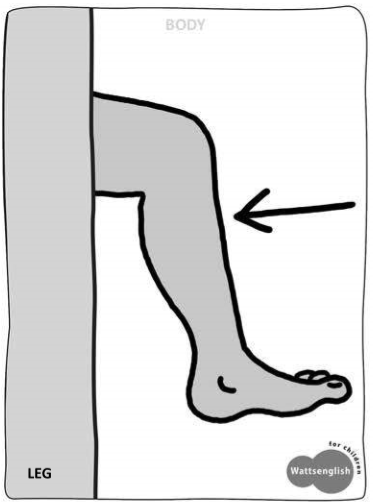 BODY
LEG
for children
Wattsenglish